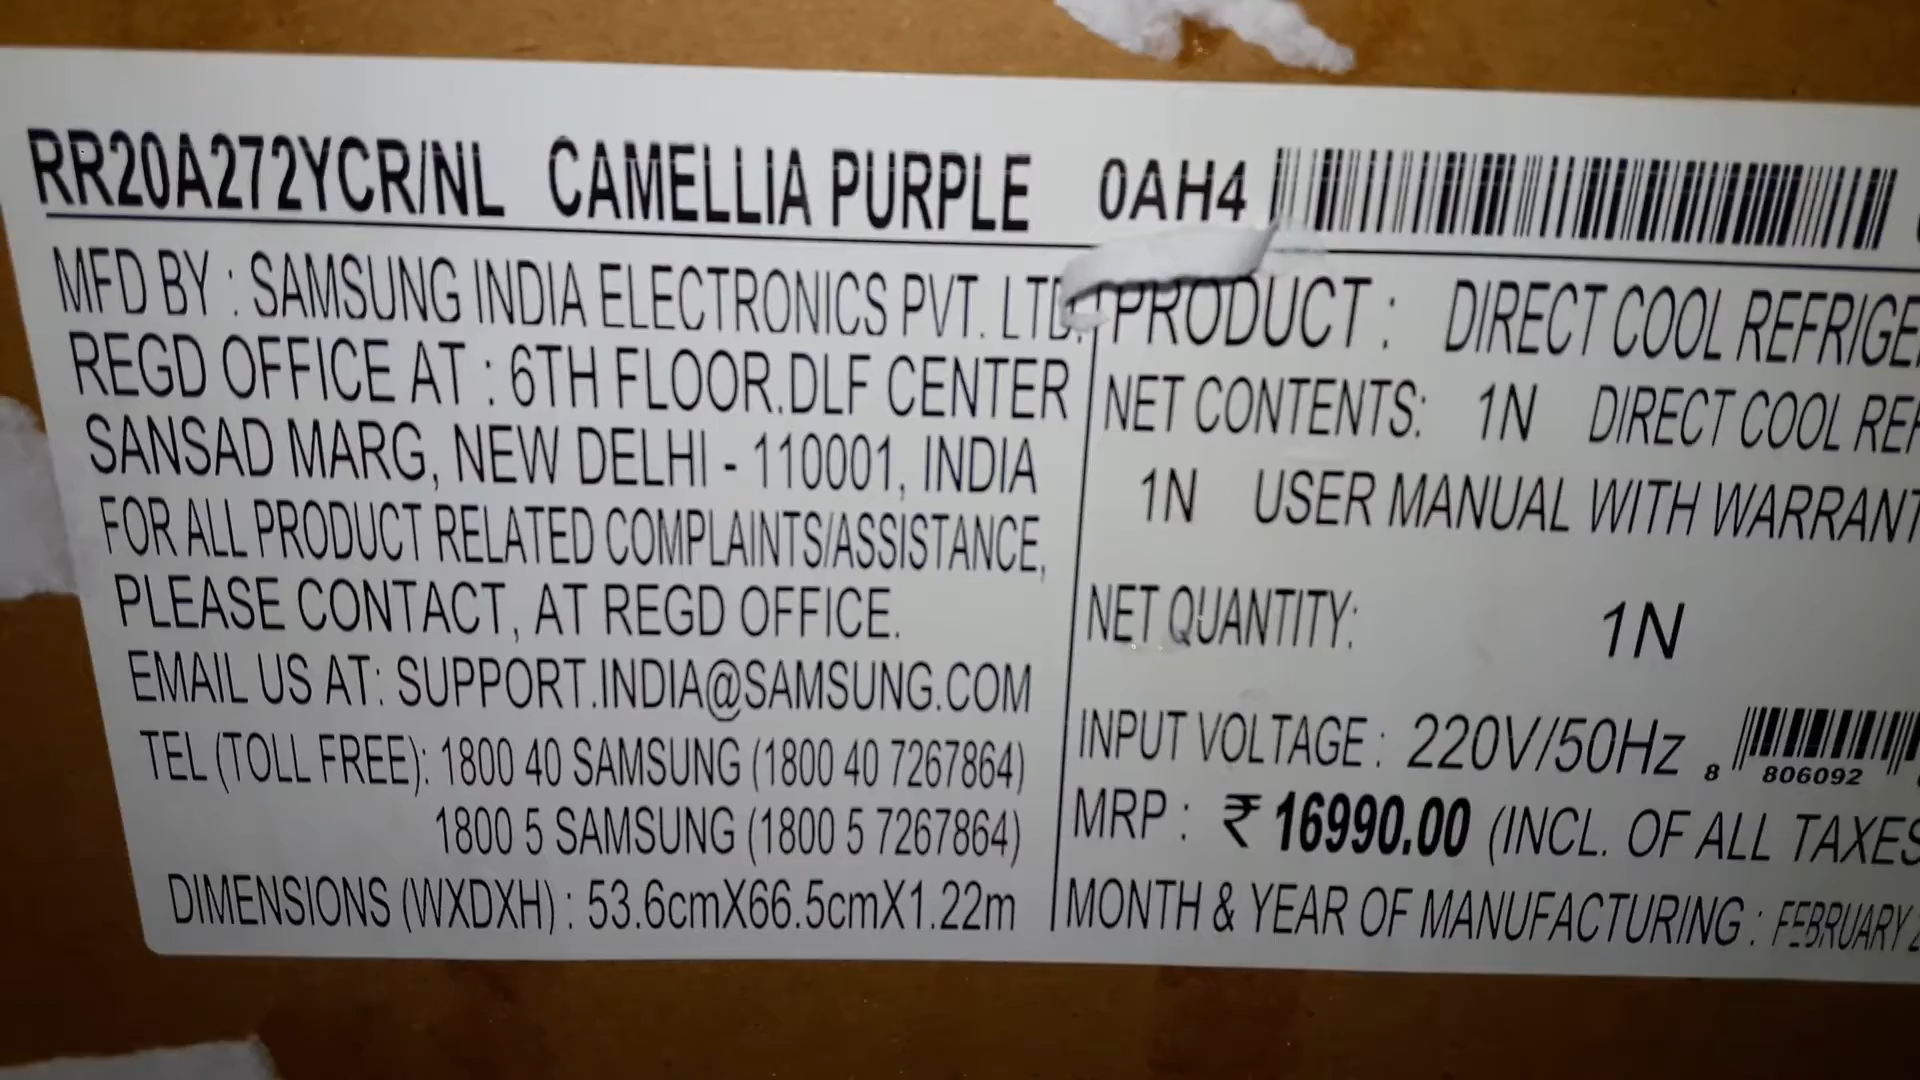 RR20A272YCR/NL CAMELLIA PURPLE 0AH4
MFD BY : SAMSUNG INDIA ELECTRONICS PVT. LTD.
REGD OFFICE AT : 6TH FLOOR.DLF CENTER
SANSAD MARG, NEW DELHI - 110001, INDIA
FOR ALL PRODUCT RELATED COMPLAINTS/ASSISTANCE,
PLEASE CONTACT, AT REGD OFFICE.
EMAIL US AT: SUPPORT.INDIA@SAMSUNG.COM
TEL (TOLL FREE): 1800 40 SAMSUNG (1800 40 7267864)
1800 5 SAMSUNG (1800 5 7267864)
DIMENSIONS (WXDXH) : 53.6cmX66.5cmX1.22m
PRODUCT : DIRECT COOL REFRIGE
NET CONTENTS: 1N DIRECT COOL REF
1N USER MANUAL WITH WARRANT
NET QUANTITY: 1N
INPUT VOLTAGE : 220V/50Hz
8 806092
MRP : ₹ 16990.00 (INCL. OF ALL TAXES
MONTH & YEAR OF MANUFACTURING : FEBRUARY